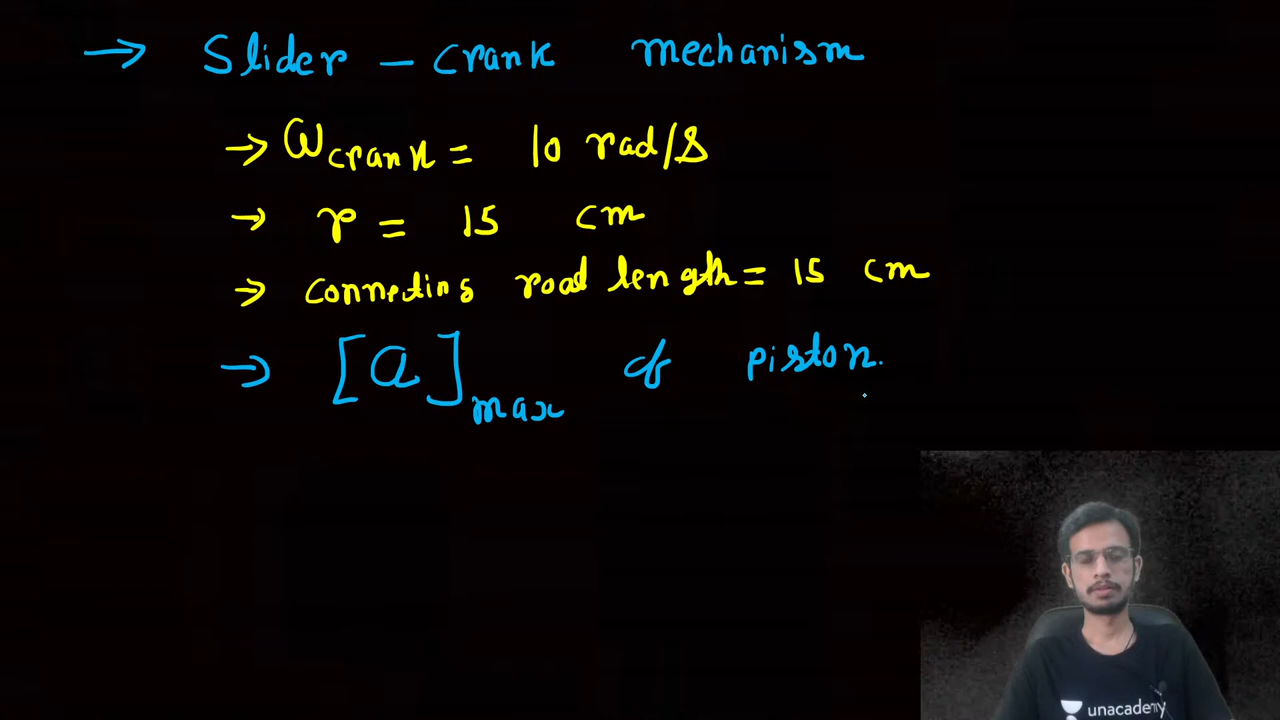 → Slider - crank mechanism
→ ωcrank = 10 rad/s
→ r = 15 cm
→ connecting road length = 15 cm
→ [a]max of piston.
unacademy